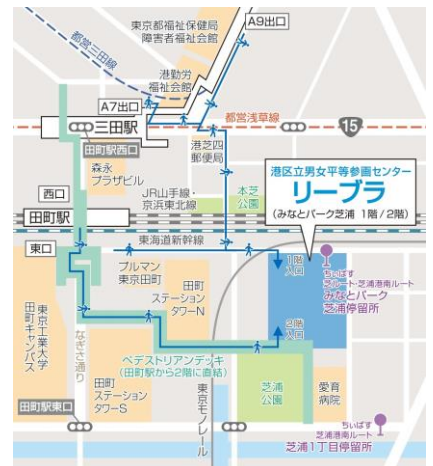 東京都福祉保健局
障害者福祉会館
A9出口
都営三田線
港勤労
福祉会館
A7出口
三田駅
都営浅草線
15
田町駅西口
港芝四
郵便局
森永
プラザビル
西口
JR山手線・
京浜東北線
本芝
公園
港区立男女平等参画センター
リーブラ
(みなとパーク芝浦 1階/2階)
田町駅
東口
東海道新幹線
プルマン
東京田町
1階
入口
ちぃばす
芝ルート・芝浦港南ルート
みなとパーク
芝浦停留所
田町
ステーション
タワーN
2階
入口
東京工業大学
田町キャンパス
なぎさ通り
ペデストリアンデッキ
(田町駅から2階に直結)
田町
ステーション
タワーS
東京モノレール
芝浦
公園
愛育
病院
田町駅東口
ちぃばす
芝浦港南ルート
芝浦1丁目停留所